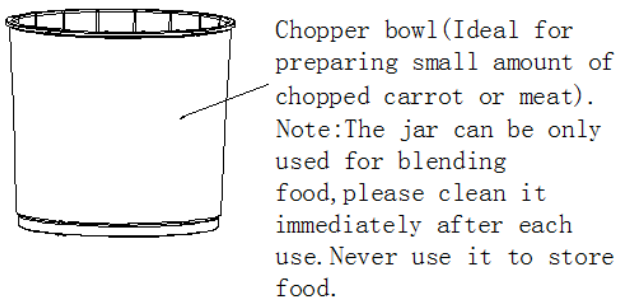 Chopper bowl(Ideal for
preparing small amount of
chopped carrot or meat).
Note:The jar can be only
used for blending
food,please clean it
immediately after each
use.Never use it to store
food.